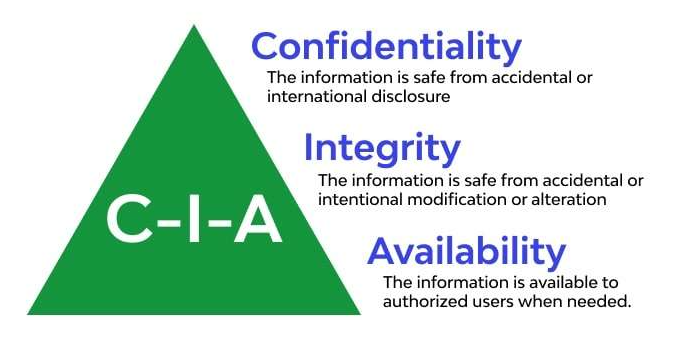 Confidentiality
The information is safe from accidental or
international disclosure
Integrity
The information is safe from accidental or
intentional modification or alteration
C-I-A
Availability
The information is available to
authorized users when needed.